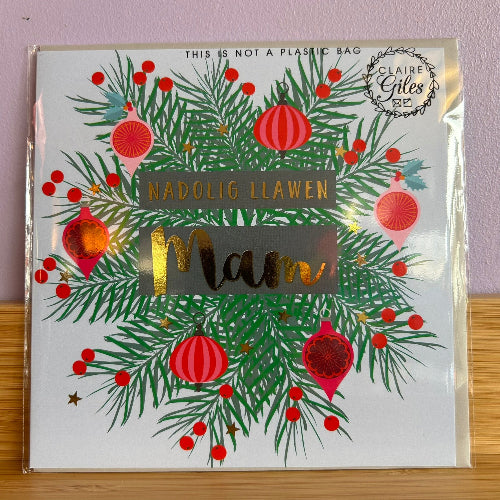 THIS IS NOT A PLASTIC BAG
CLAIRE
Giles
NADOLIG LLAWEN
Mam